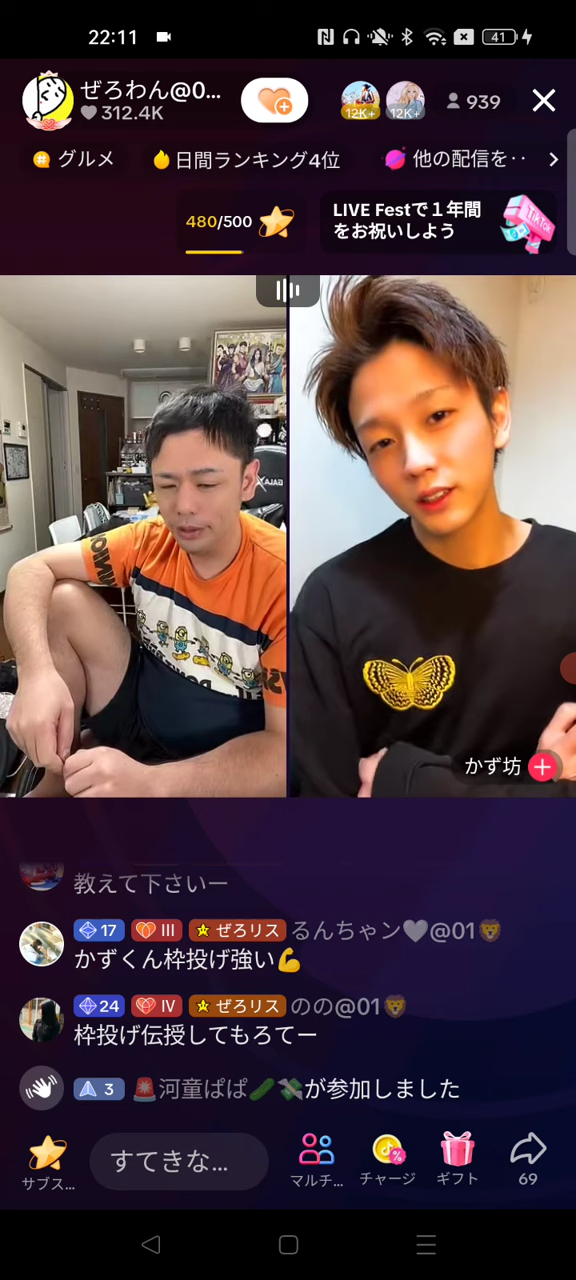 22:11
41
ぜろわん@0...
312.4K
12K+
12K+
939
グルメ
日間ランキング4位
他の配信を‥
480/500
LIVE Festで１年間
をお祝いしよう
TikTok
かず坊
教えて下さいー
17 III ぜろリス るんちゃン🤍@01🦁
かずくん枠投げ強い💪
24 IV ぜろリス のの@01🦁
枠投げ伝授してもろてー
3 🚨河童ぱぱ🥒💸が参加しました
サブス...
すてきな...
マルチ...
チャージ
ギフト
69